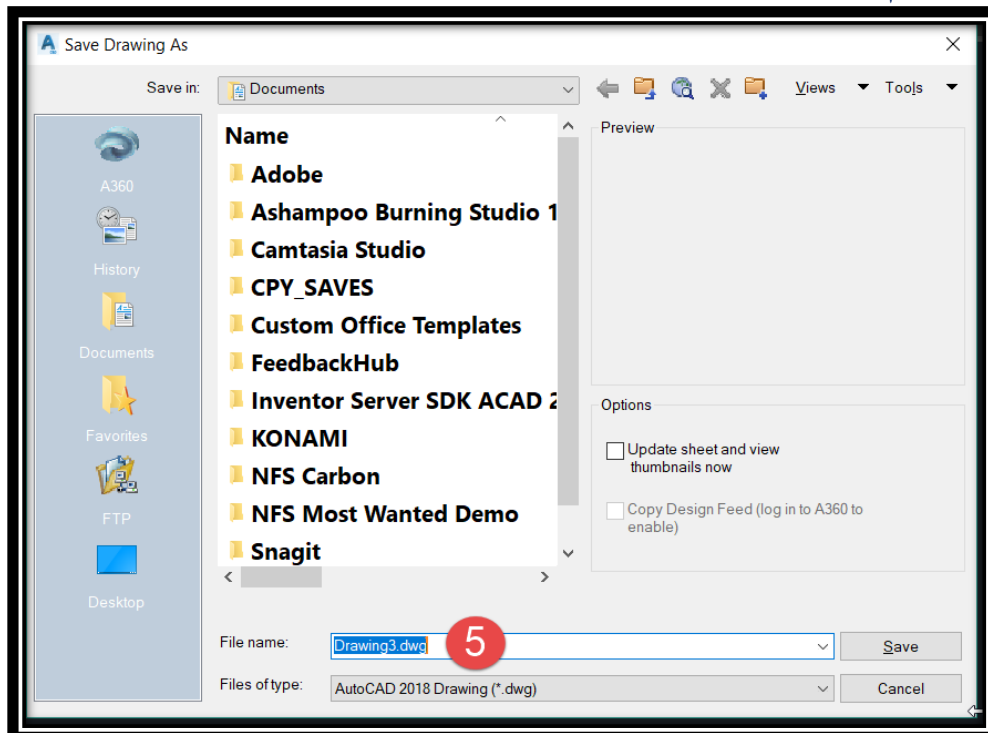 Save Drawing As
Save in: Documents Views Tools
A360
History
Documents
Favorites
FTP
Desktop
Name
Adobe
Ashampoo Burning Studio 1
Camtasia Studio
CPY_SAVES
Custom Office Templates
FeedbackHub
Inventor Server SDK ACAD 2
KONAMI
NFS Carbon
NFS Most Wanted Demo
Snagit
Preview
Options
Update sheet and view
thumbnails now
Copy Design Feed (log in to A360 to
enable)
File name: Drawing3.dwg 5 Save
Files of type: AutoCAD 2018 Drawing (*.dwg) Cancel